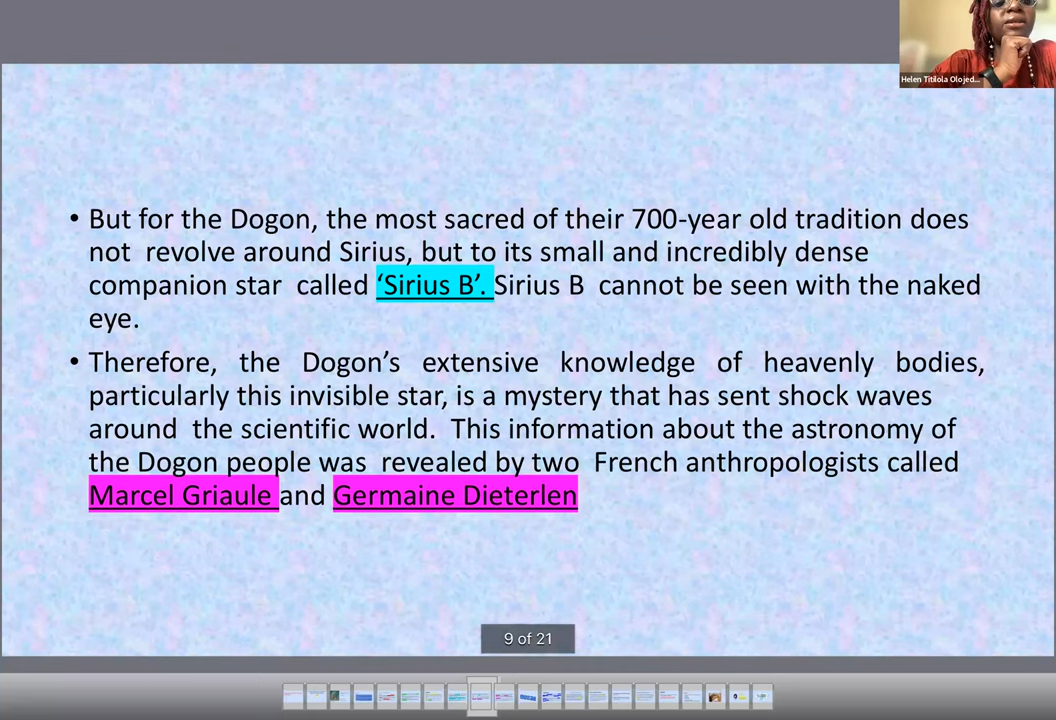 Helen Titilola Olojed...
• But for the Dogon, the most sacred of their 700-year old tradition does
not revolve around Sirius, but to its small and incredibly dense
companion star called ‘Sirius B’. Sirius B cannot be seen with the naked
eye.
• Therefore, the Dogon’s extensive knowledge of heavenly bodies,
particularly this invisible star, is a mystery that has sent shock waves
around the scientific world. This information about the astronomy of
the Dogon people was revealed by two French anthropologists called
Marcel Griaule and Germaine Dieterlen
9 of 21